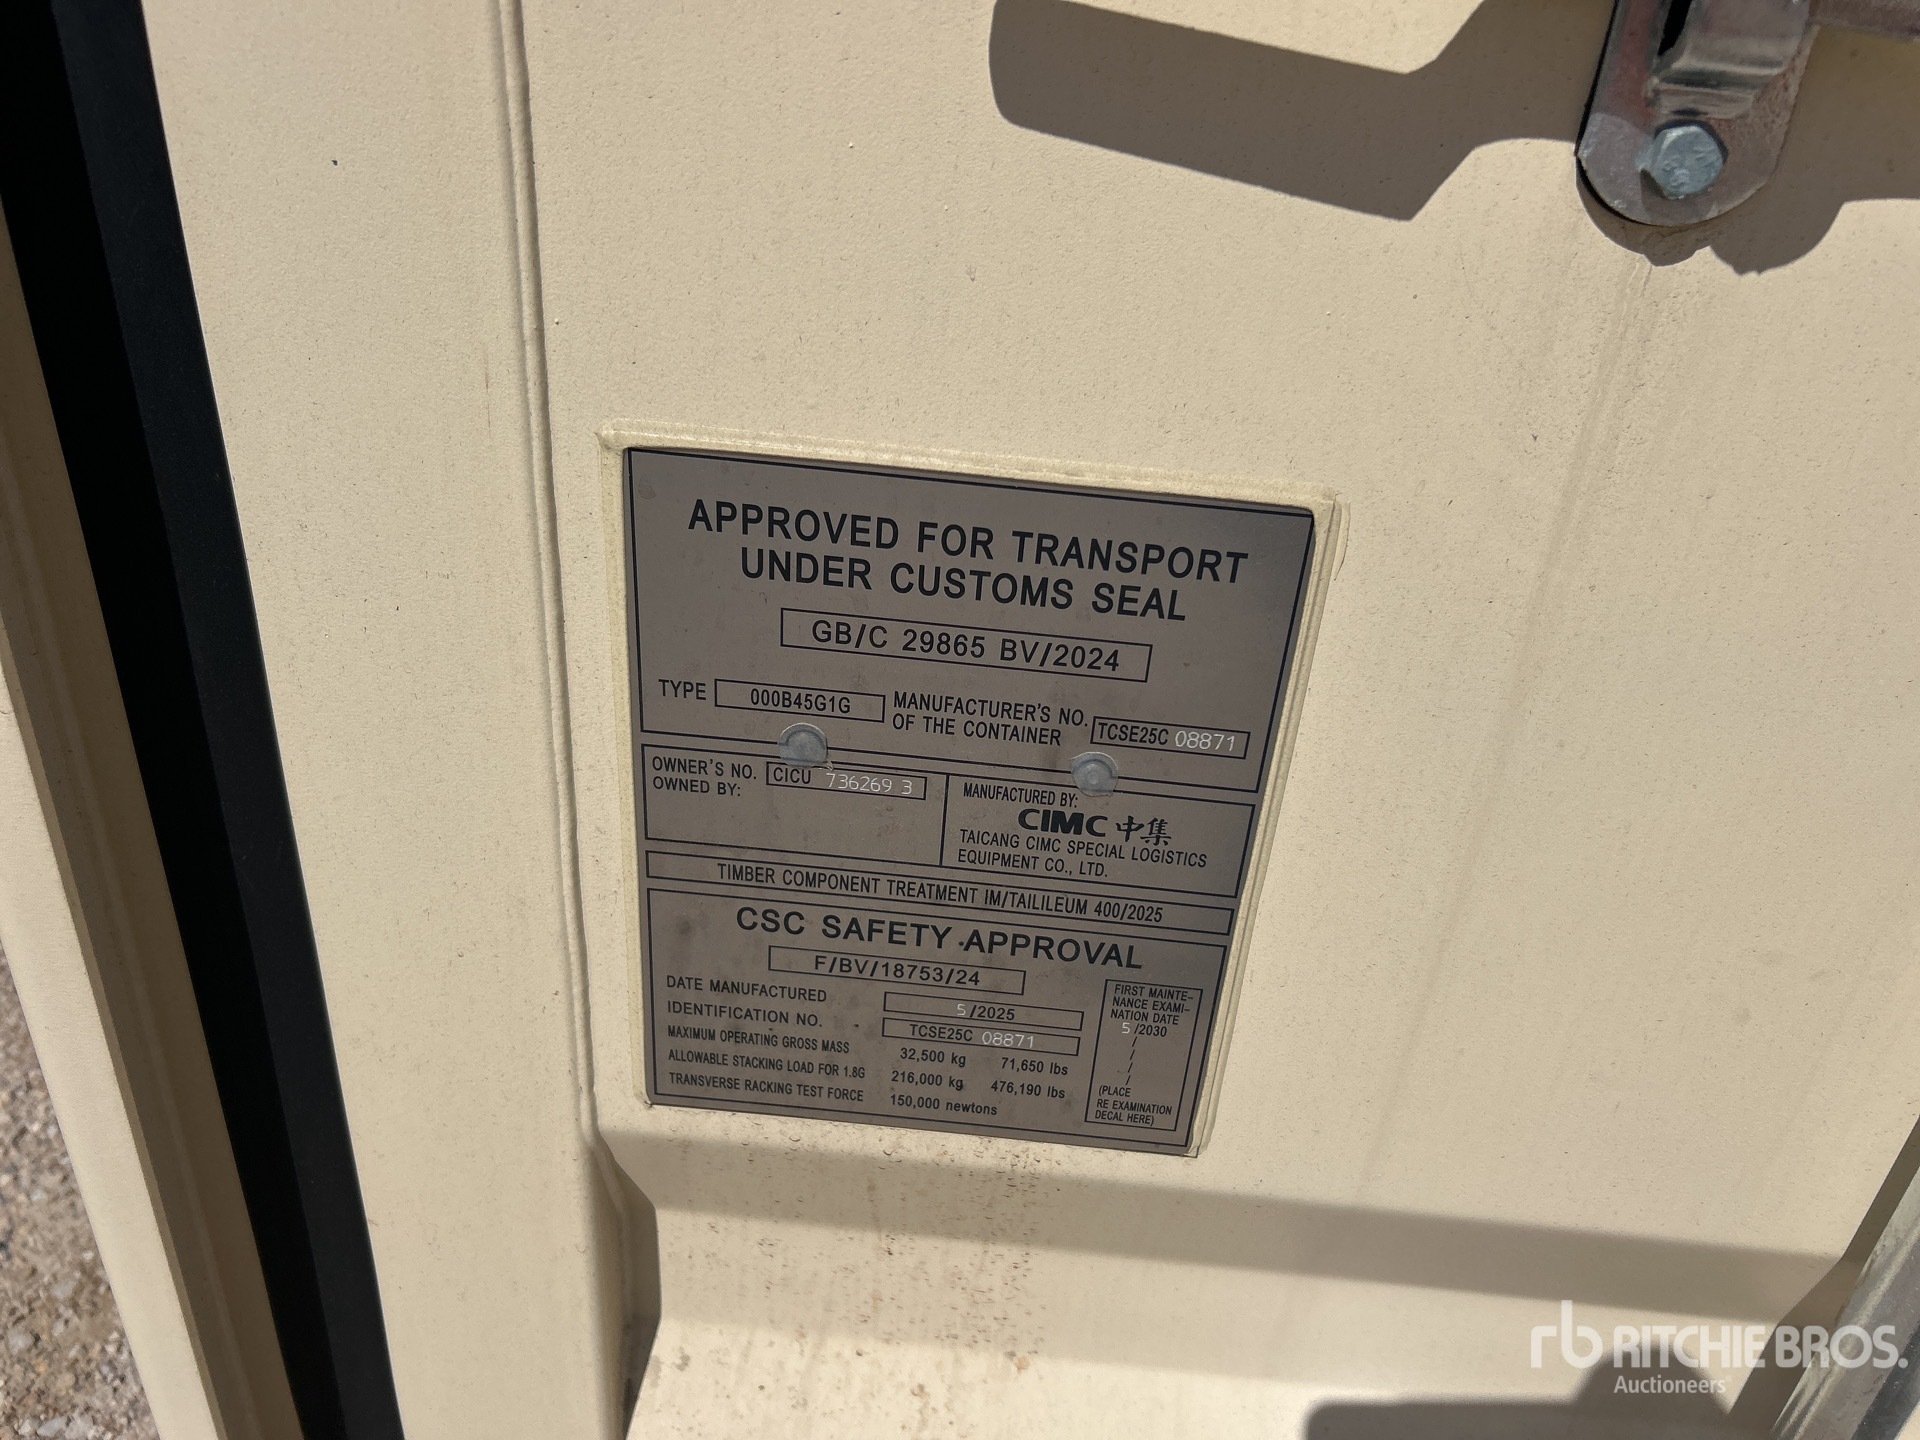 APPROVED FOR TRANSPORT
UNDER CUSTOMS SEAL
GB/C 29865 BV/2024
TYPE 000B45G1G
MANUFACTURER'S NO.
OF THE CONTAINER TCSE25C 08871
OWNER'S NO. CICU 736269 3
OWNED BY:
MANUFACTURED BY:
CIMC 中集
TAICANG CIMC SPECIAL LOGISTICS
EQUIPMENT CO., LTD.
TIMBER COMPONENT TREATMENT IM/TAILILEUM 400/2025
CSC SAFETY APPROVAL
F/BV/18753/24
DATE MANUFACTURED 5/2025
IDENTIFICATION NO. TCSE25C 08871
MAXIMUM OPERATING GROSS MASS 32,500 kg 71,650 lbs
ALLOWABLE STACKING LOAD FOR 1.8G 216,000 kg 476,190 lbs
TRANSVERSE RACKING TEST FORCE 150,000 newtons
FIRST MAINTE-
NANCE EXAMI-
NATION DATE
5 /2030
/
/
/
/
(PLACE
RE EXAMINATION
DECAL HERE)
rb RITCHIE BROS.
Auctioneers